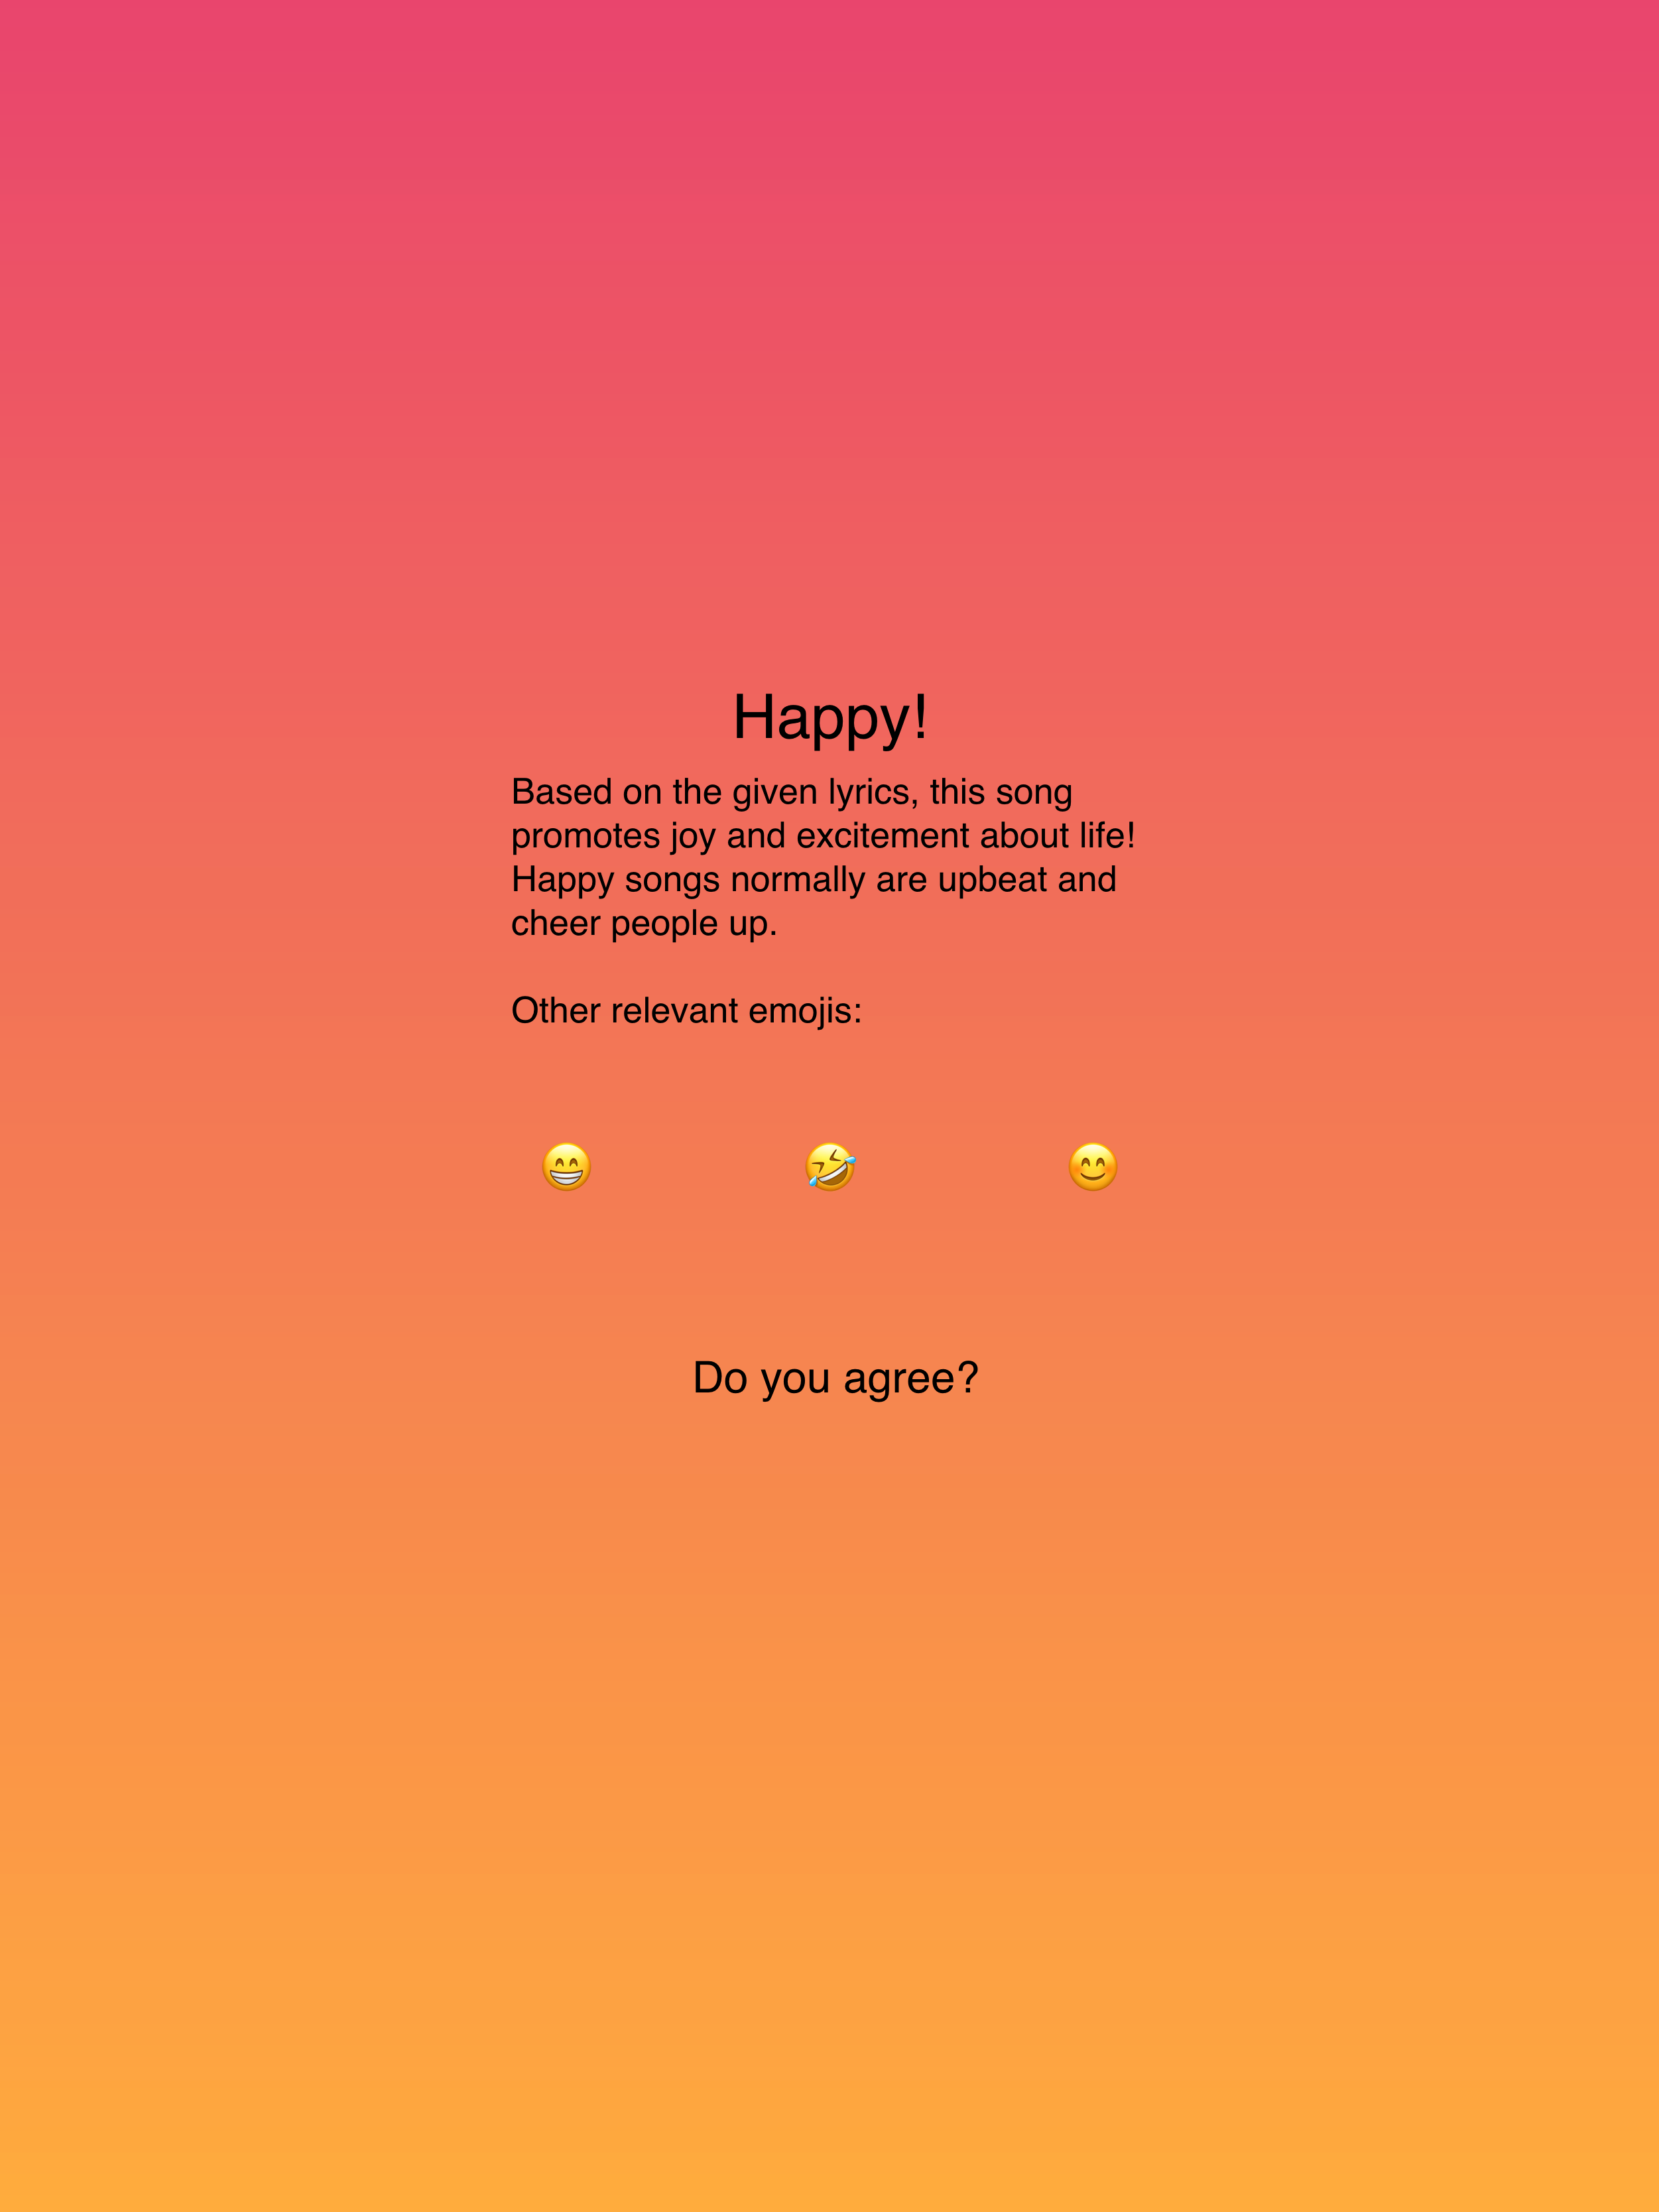 Happy!
Based on the given lyrics, this song
promotes joy and excitement about life!
Happy songs normally are upbeat and
cheer people up.
Other relevant emojis:
😁 🤣 😊
Do you agree?